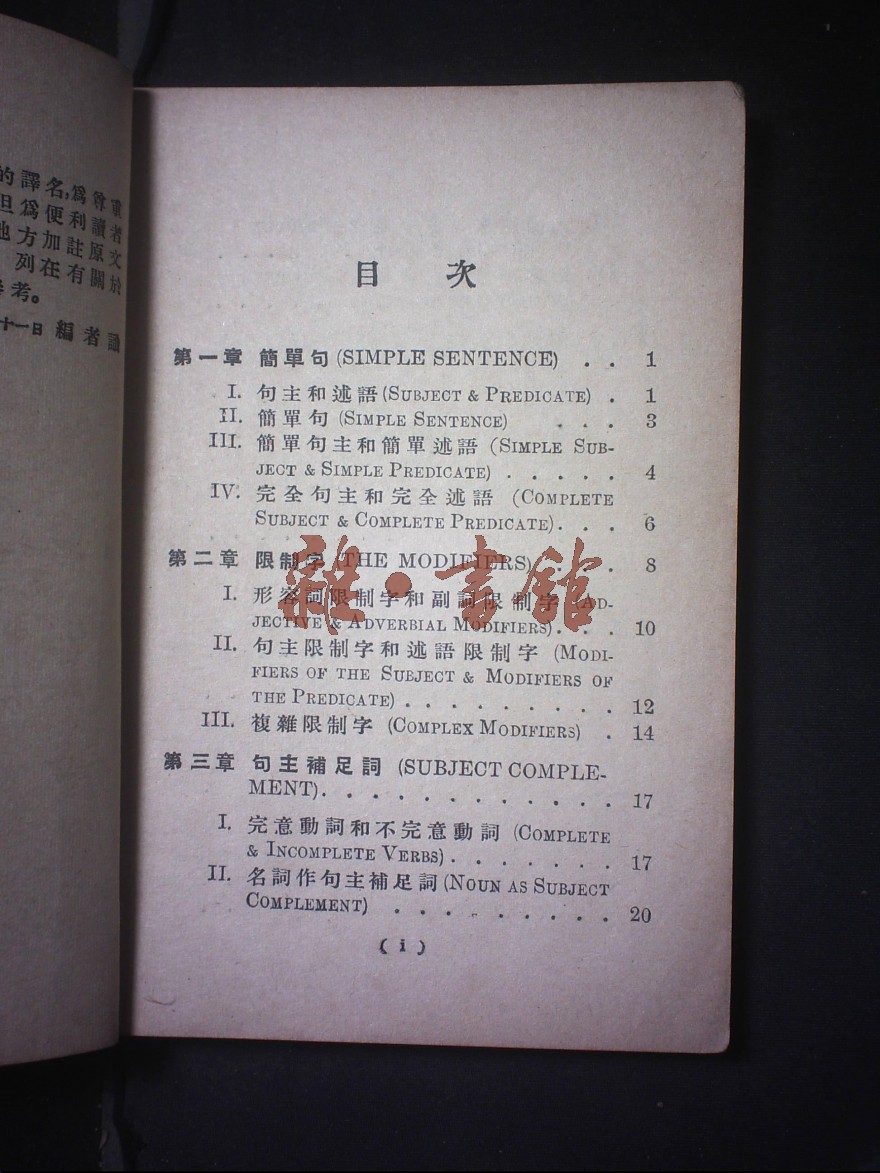 的譯名,爲尊重
但爲便利讀者
地方加註原文
列在有關於
參考。
十一日 編者識
目次
第一章 簡單句 (SIMPLE SENTENCE) . . 1
I. 句主和述語 (SUBJECT & PREDICATE) . 1
II. 簡單句 (SIMPLE SENTENCE) . . . 3
III. 簡單句主和簡單述語 (SIMPLE SUB-
JECT & SIMPLE PREDICATE) . . . . . 4
IV. 完全句主和完全述語 (COMPLETE
SUBJECT & COMPLETE PREDICATE). . . 6
第二章 限制字 (THE MODIFIERS) . . 8
I. 形容詞限制字和副詞限制字 (AD-
JECTIVE & ADVERBIAL MODIFIERS). . . 10
II. 句主限制字和述語限制字 (MODI-
FIERS OF THE SUBJECT & MODIFIERS OF
THE PREDICATE) . . . . . . . . . 12
III. 複雜限制字 (COMPLEX MODIFIERS) . 14
第三章 句主補足詞 (SUBJECT COMPLE-
MENT). . . . . . . . . . . . . 17
I. 完意動詞和不完意動詞 (COMPLETE
& INCOMPLETE VERBS) . . . . . . . 17
II. 名詞作句主補足詞 (NOUN AS SUBJECT
COMPLEMENT) . . . . . . . . . 20
( i )
雜·書館